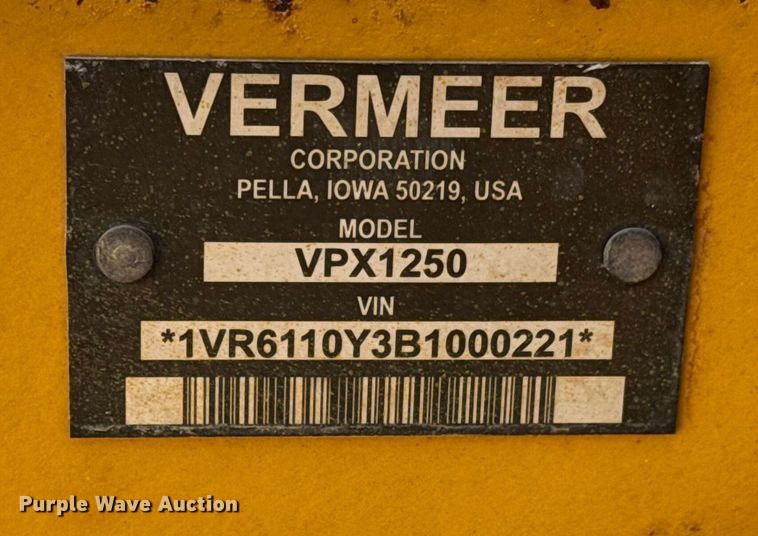 VERMEER
CORPORATION
PELLA, IOWA 50219, USA
MODEL
VPX1250
VIN
*1VR6110Y3B1000221*
Purple Wave Auction